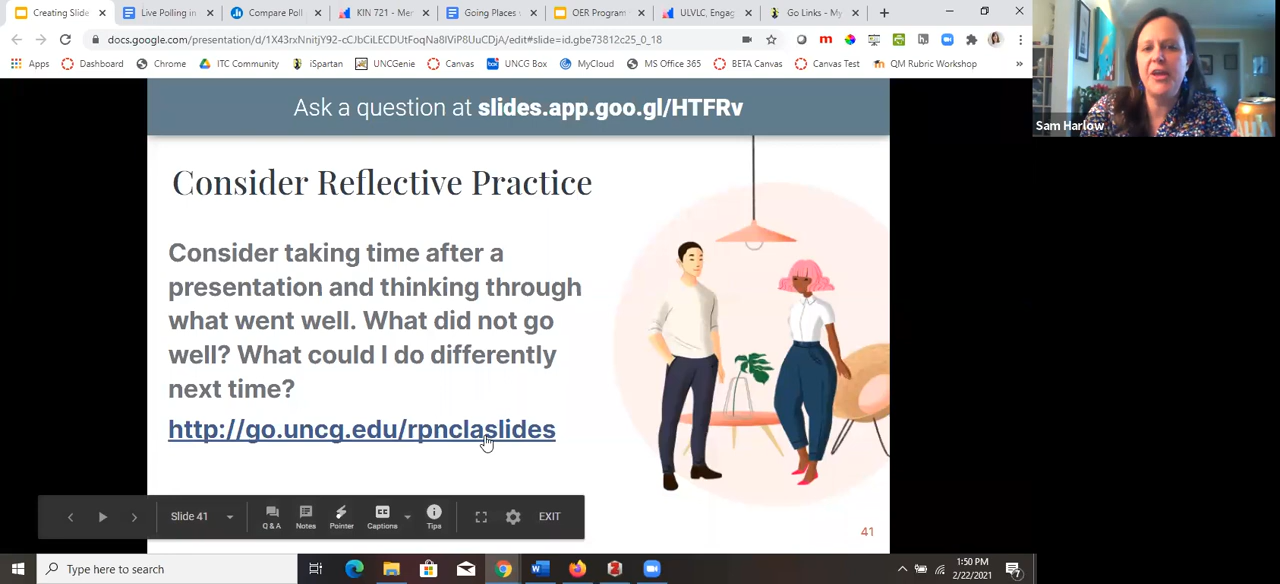 Creating Slide
Live Polling in
Compare Poll
KIN 721 - Mer
Going Places
OER Program
ULVLC, Engag
Go Links - My
docs.google.com/presentation/d/1X43rxNnitjY92-cCJbCiLECDUtFoqNa8lViP8UuCDjA/edit#slide=id.gbe73812c25_0_18
Apps
Dashboard
Chrome
ITC Community
iSpartan
UNCGenie
Canvas
UNCG Box
MyCloud
MS Office 365
BETA Canvas
Canvas Test
QM Rubric Workshop
»
Sam Harlow
Ask a question at slides.app.goo.gl/HTFRv
Consider Reflective Practice
Consider taking time after a
presentation and thinking through
what went well. What did not go
well? What could I do differently
next time?
http://go.uncg.edu/rpnclaslides
Slide 41
Q & A
Notes
Pointer
Captions
Tips
EXIT
41
Type here to search
1:50 PM
2/22/2021